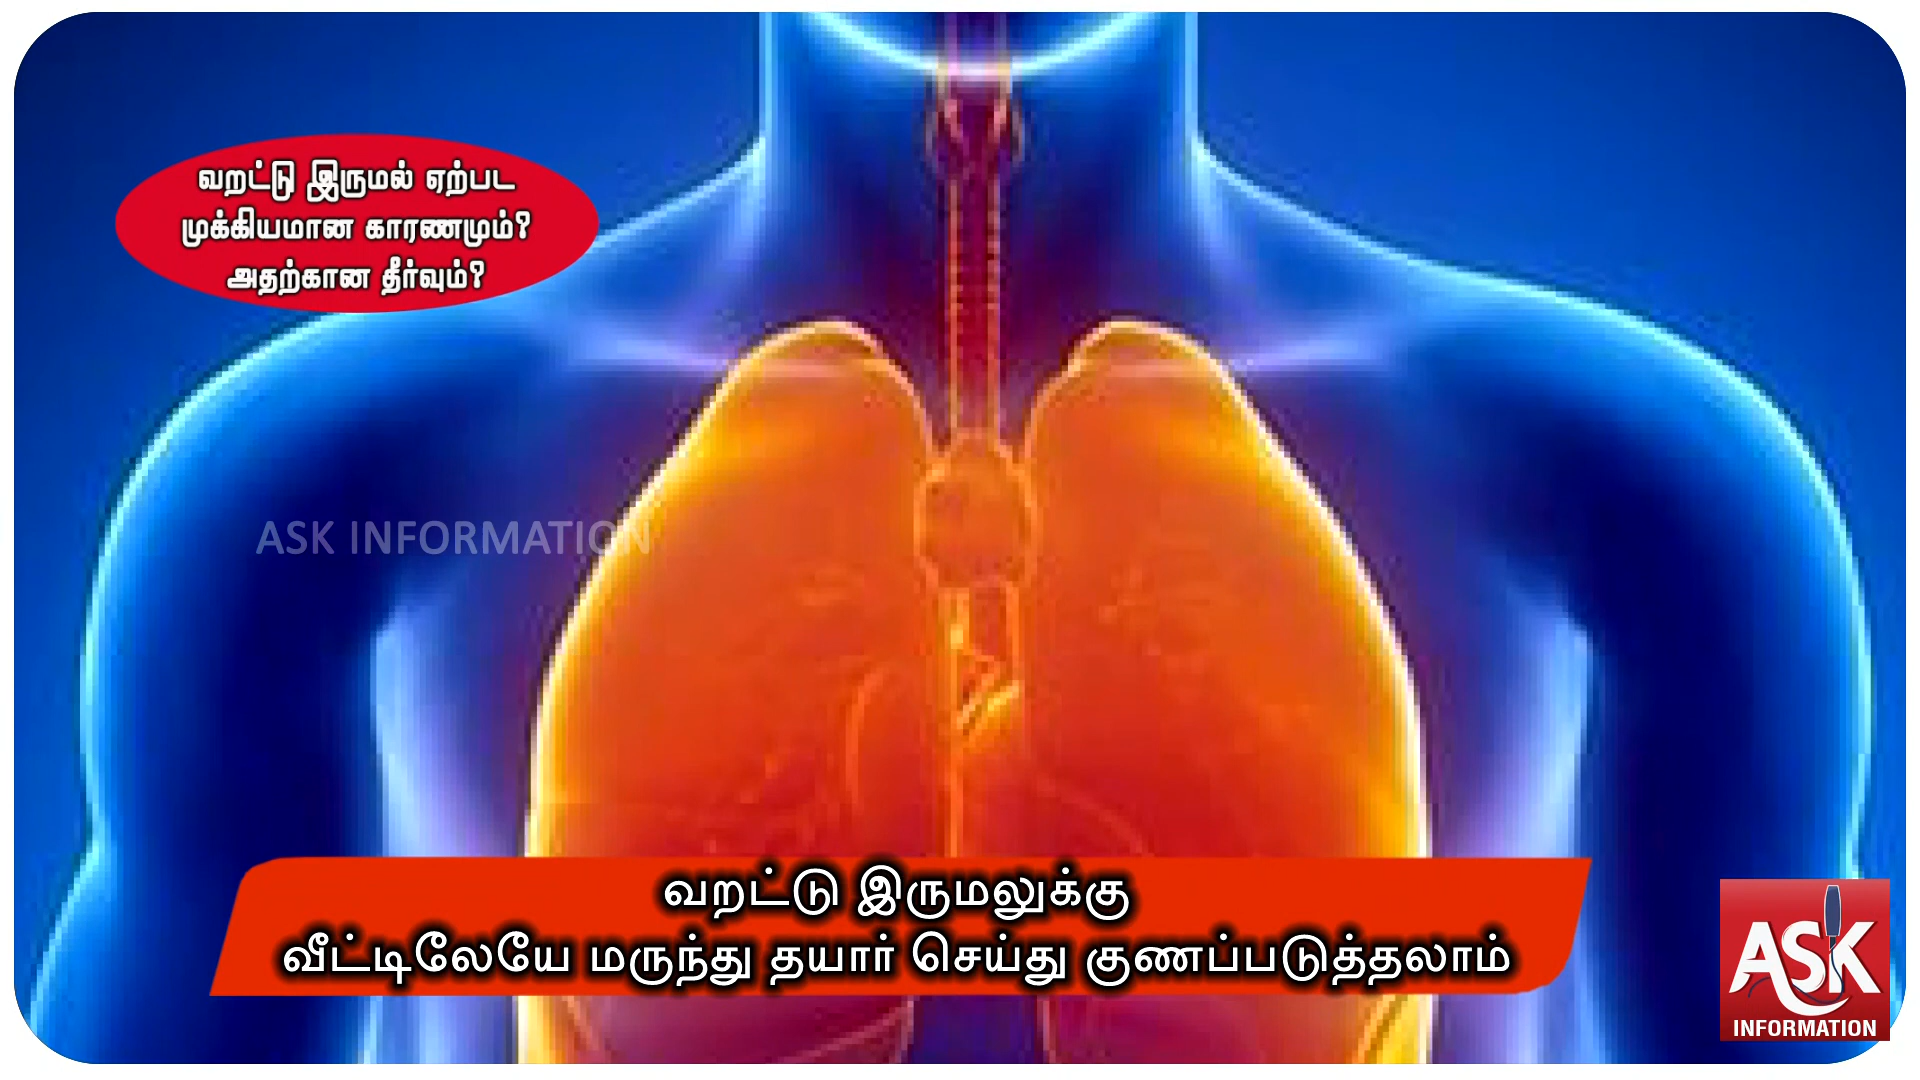 வறட்டு இருமல் ஏற்பட
முக்கியமான காரணமும்?
அதற்கான தீர்வும்?
ASK INFORMATION
வறட்டு இருமலுக்கு
வீட்டிலேயே மருந்து தயார் செய்து குணப்படுத்தலாம்
ASK
INFORMATION